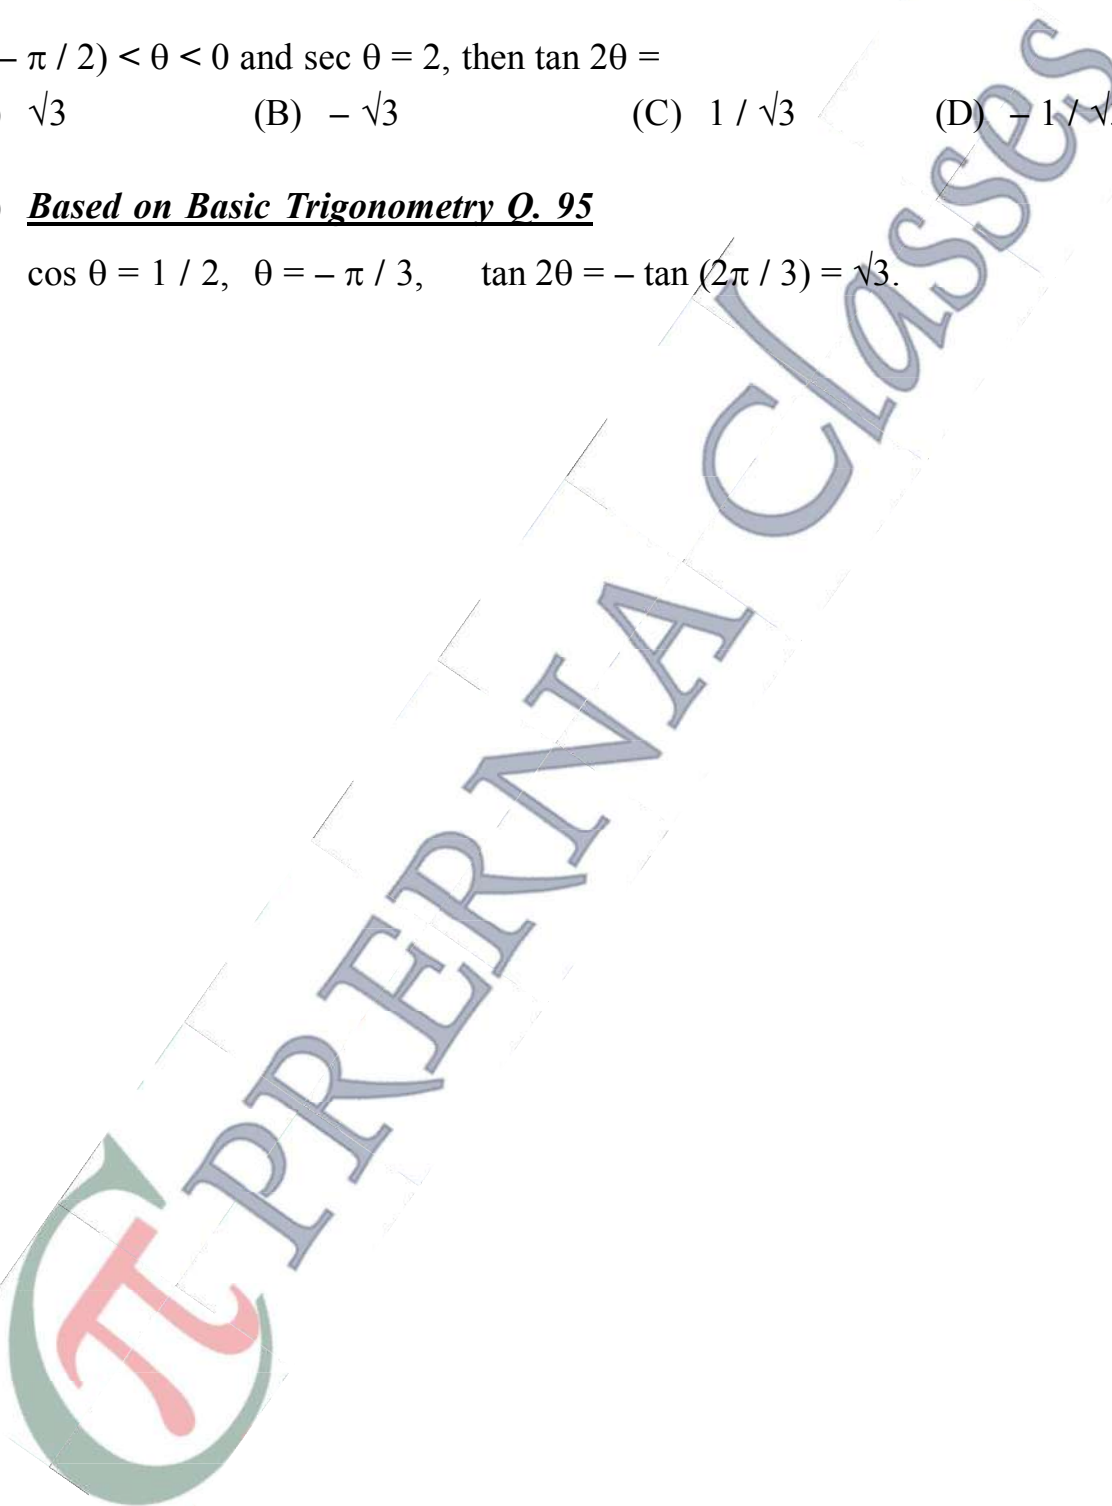 – π / 2) < θ < 0 and sec θ = 2, then tan 2θ =
) √3 (B) – √3 (C) 1 / √3 (D) – 1 / √
) Based on Basic Trigonometry Q. 95
cos θ = 1 / 2, θ = – π / 3, tan 2θ = – tan (2π / 3) = √3.
PRERNA Classes
π